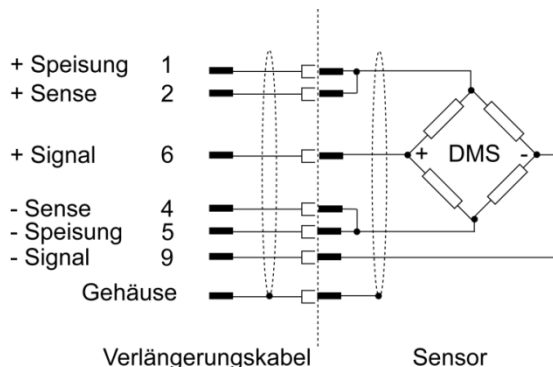 + Speisung 1
+ Sense 2
+ Signal 6
+ DMS -
- Sense 4
- Speisung 5
- Signal 9
Gehäuse
Verlängerungskabel Sensor